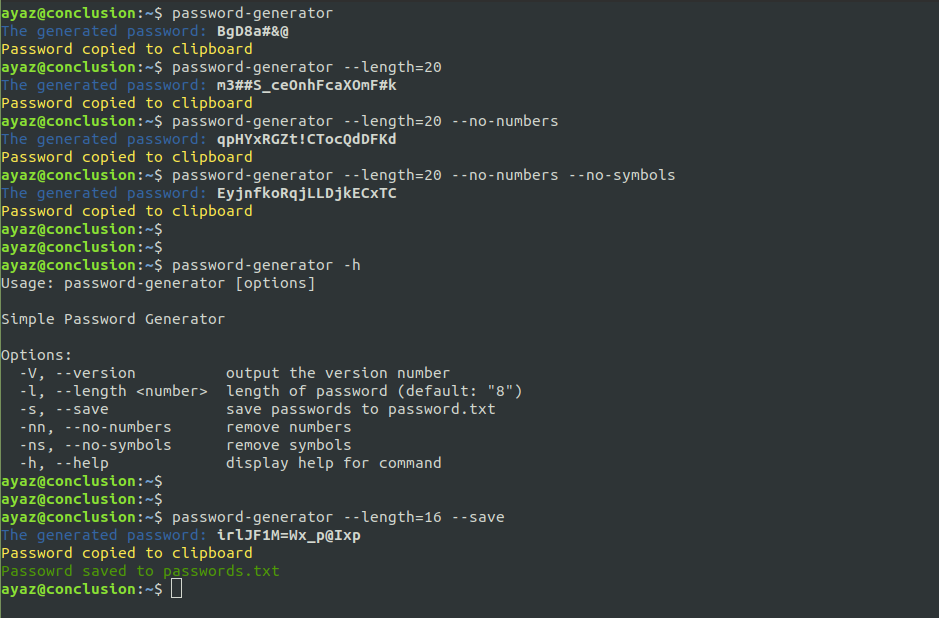 ayaz@conclusion:~$ password-generator
The generated password: BgD8a#&@
Password copied to clipboard
ayaz@conclusion:~$ password-generator --length=20
The generated password: m3##S_ceOnhFcaXOmF#k
Password copied to clipboard
ayaz@conclusion:~$ password-generator --length=20 --no-numbers
The generated password: qpHYxRGZt!CTocQdDFKd
Password copied to clipboard
ayaz@conclusion:~$ password-generator --length=20 --no-numbers --no-symbols
The generated password: EyjnfkoRqjLLDjkECxTC
Password copied to clipboard
ayaz@conclusion:~$
ayaz@conclusion:~$
ayaz@conclusion:~$ password-generator -h
Usage: password-generator [options]

Simple Password Generator

Options:
  -V, --version          output the version number
  -l, --length <number>  length of password (default: "8")
  -s, --save             save passwords to password.txt
  -nn, --no-numbers      remove numbers
  -ns, --no-symbols      remove symbols
  -h, --help             display help for command
ayaz@conclusion:~$
ayaz@conclusion:~$
ayaz@conclusion:~$ password-generator --length=16 --save
The generated password: irlJF1M=Wx_p@Ixp
Password copied to clipboard
Passowrd saved to passwords.txt
ayaz@conclusion:~$